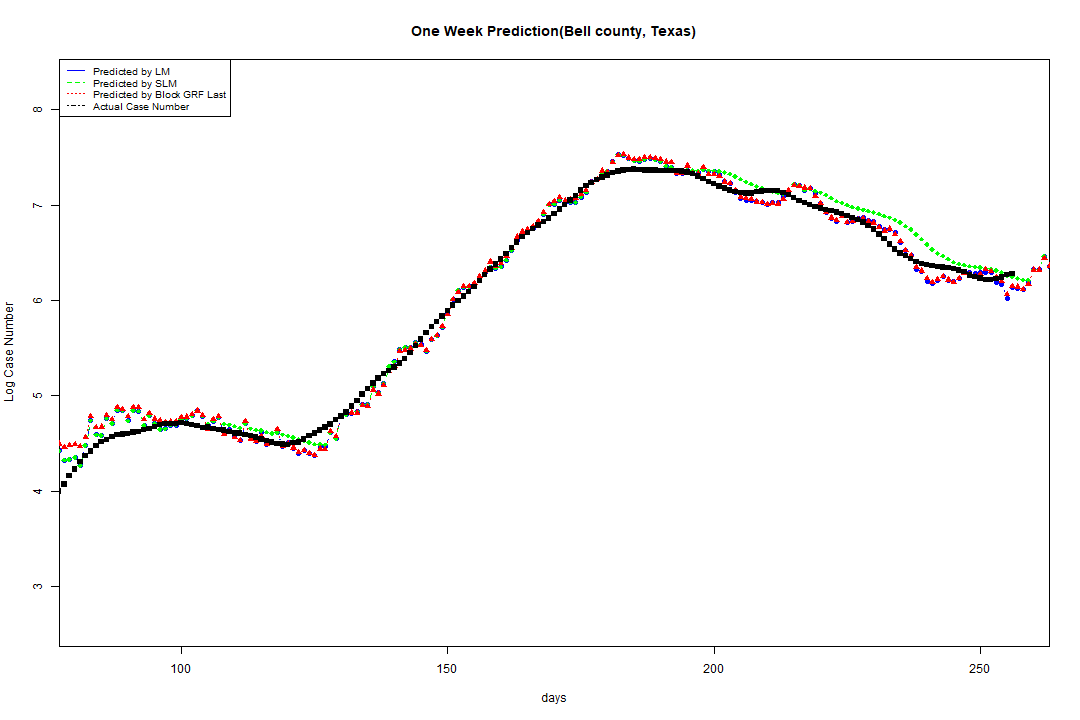 One Week Prediction(Bell county, Texas)
Predicted by LM
Predicted by SLM
Predicted by Block GRF Last
Actual Case Number
8
7
6
5
4
3
Log Case Number
100 150 200 250
days